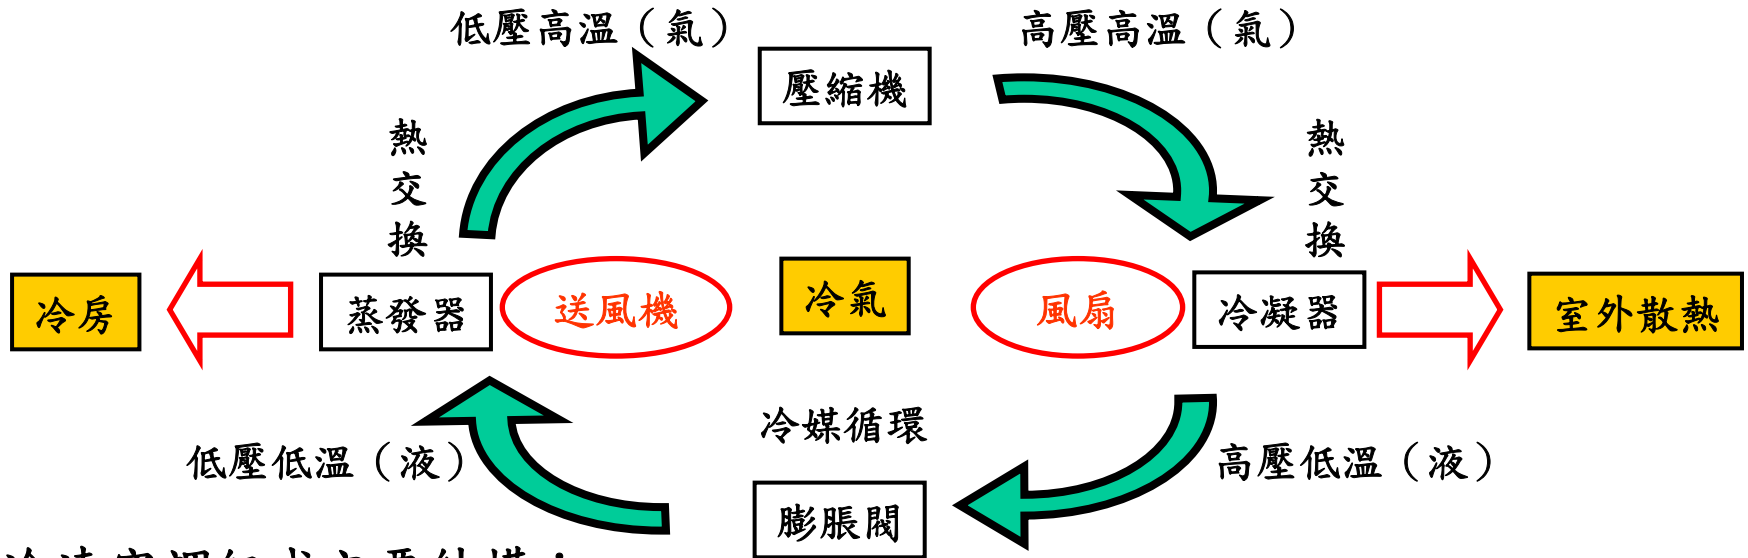 低壓高溫（氣）
高壓高溫（氣）
壓縮機
熱交換
熱交換
冷房
蒸發器
送風機
冷氣
風扇
冷凝器
室外散熱
冷媒循環
低壓低溫（液）
高壓低溫（液）
膨脹閥